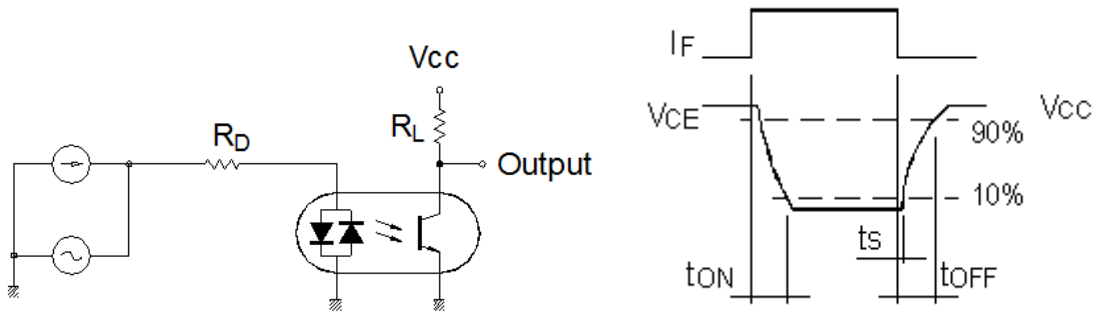 Vcc
RL
RD
Output
IF
VCE
VCC
90%
10%
ts
tON
tOFF